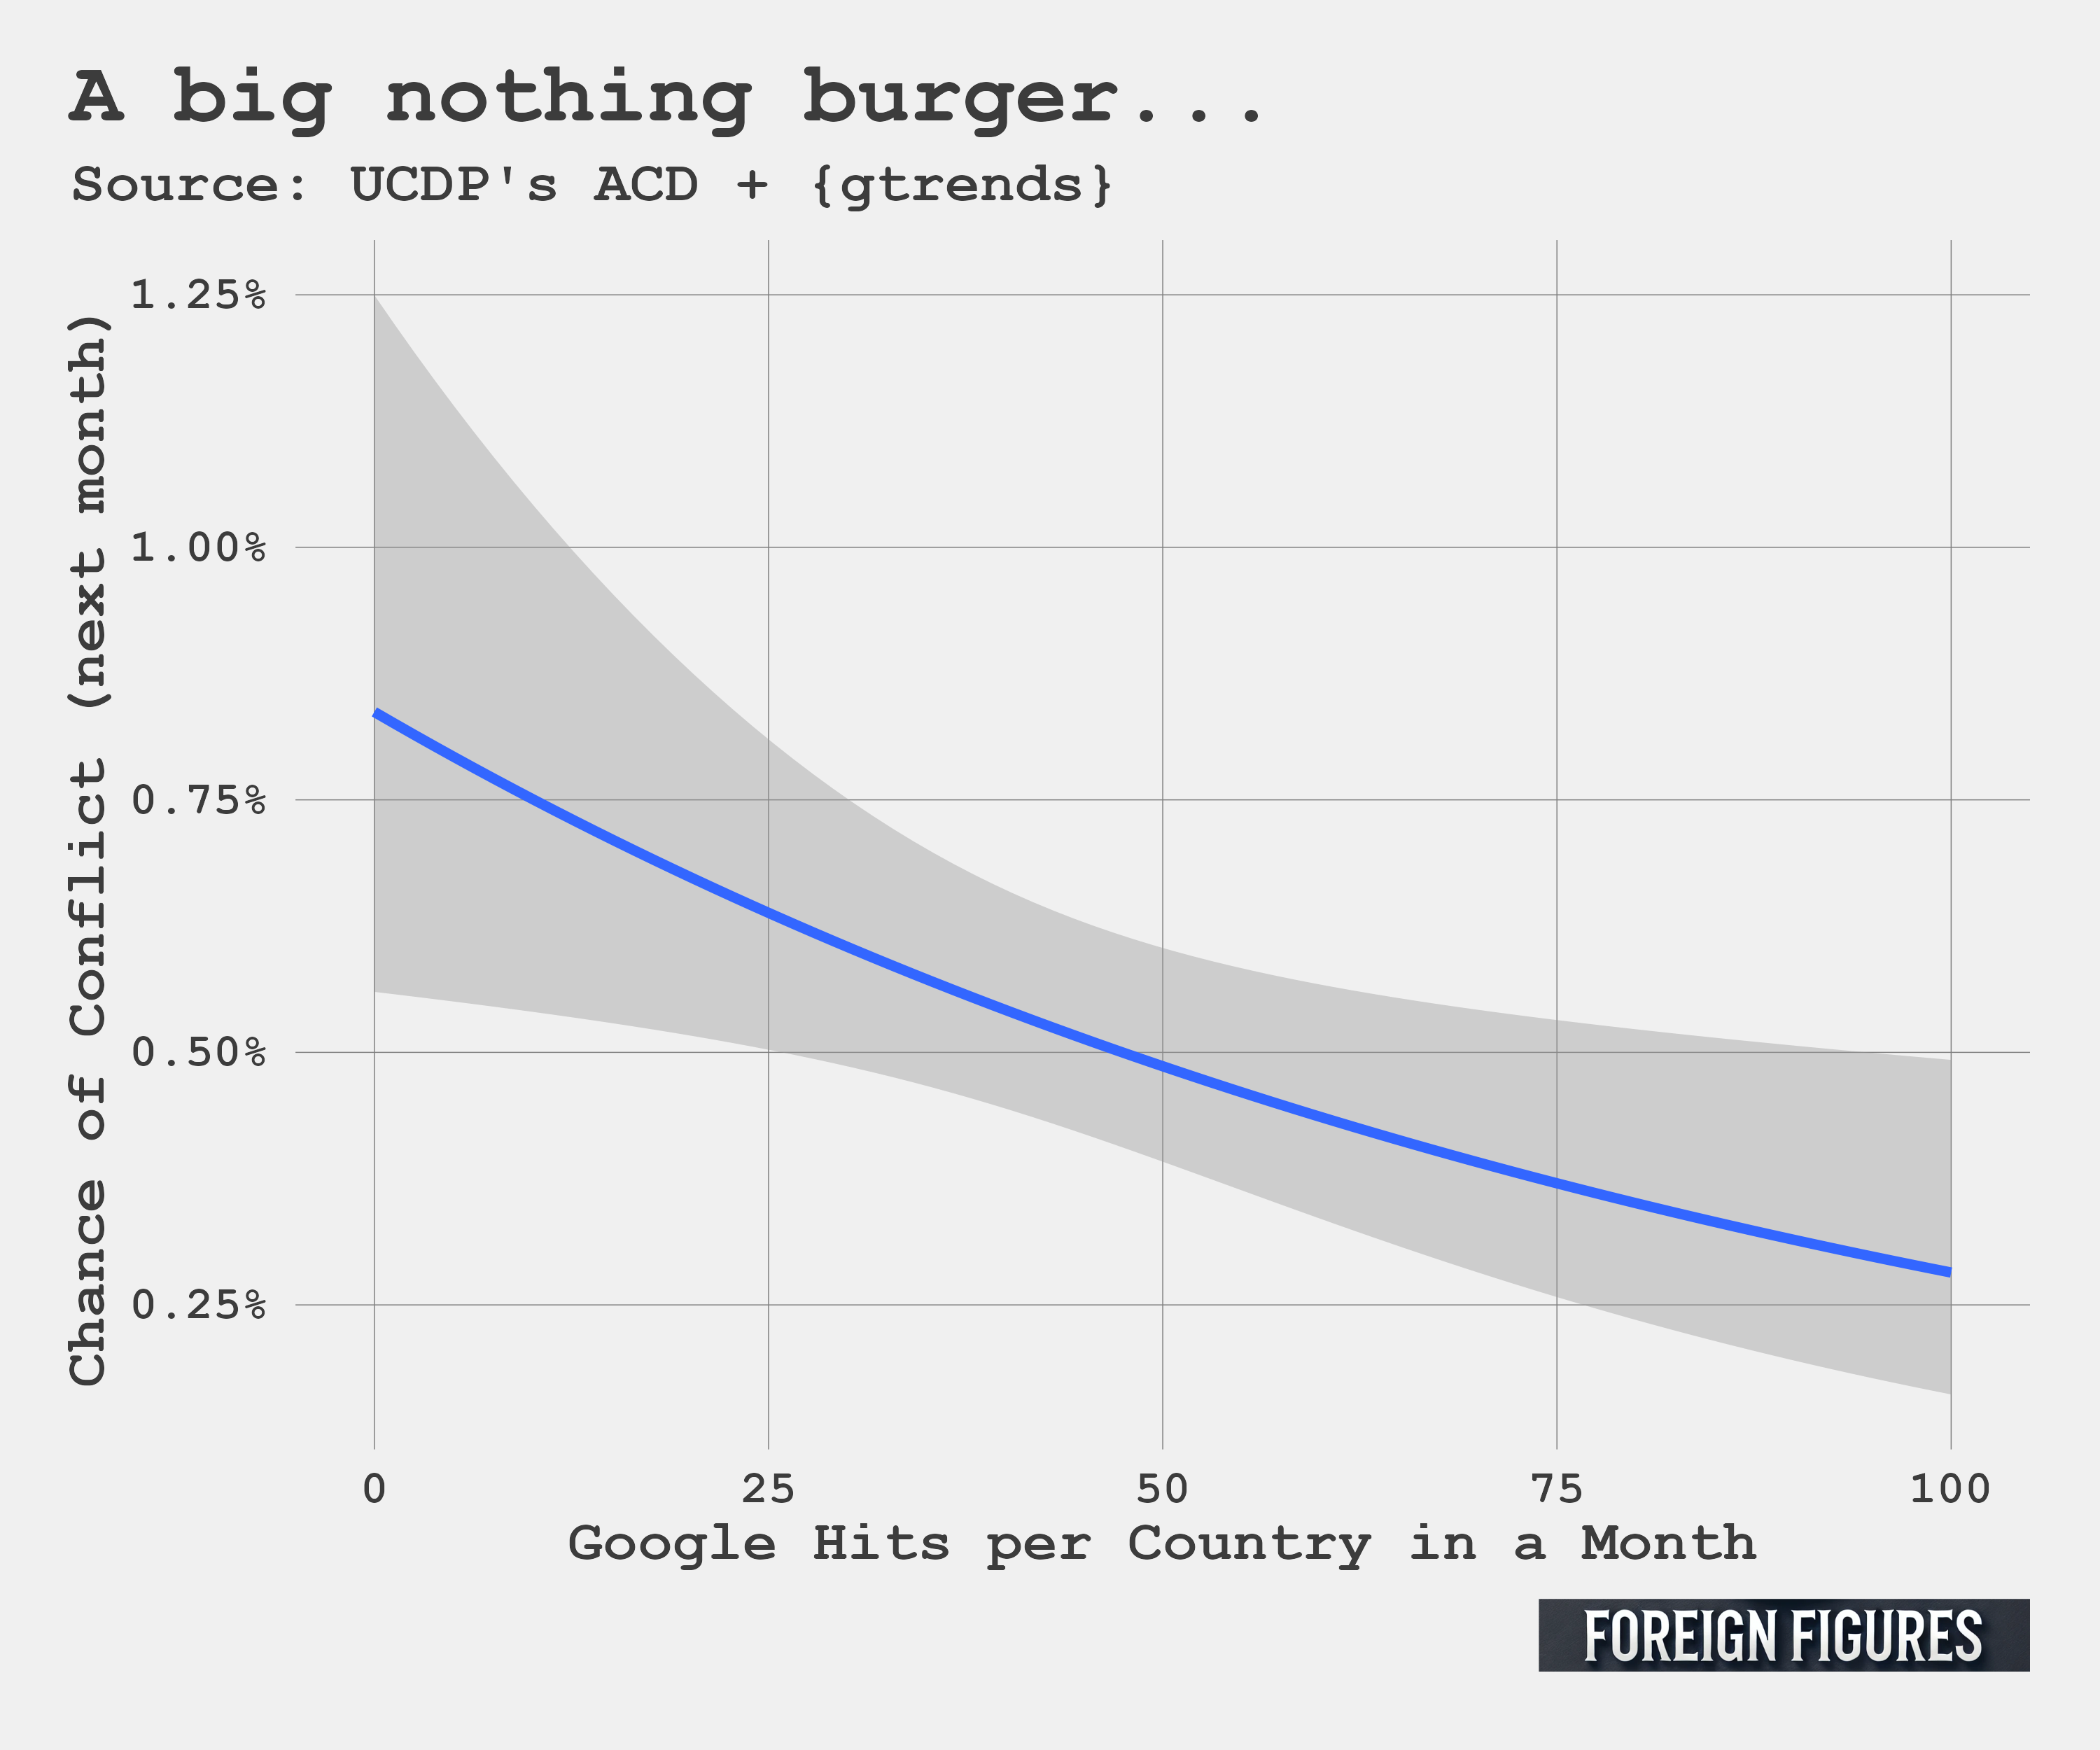 A big nothing burger...
Source: UCDP's ACD + {gtrends}
Chance of Conflict (next month)
1.25%
1.00%
0.75%
0.50%
0.25%
0 25 50 75 100
Google Hits per Country in a Month
FOREIGN FIGURES